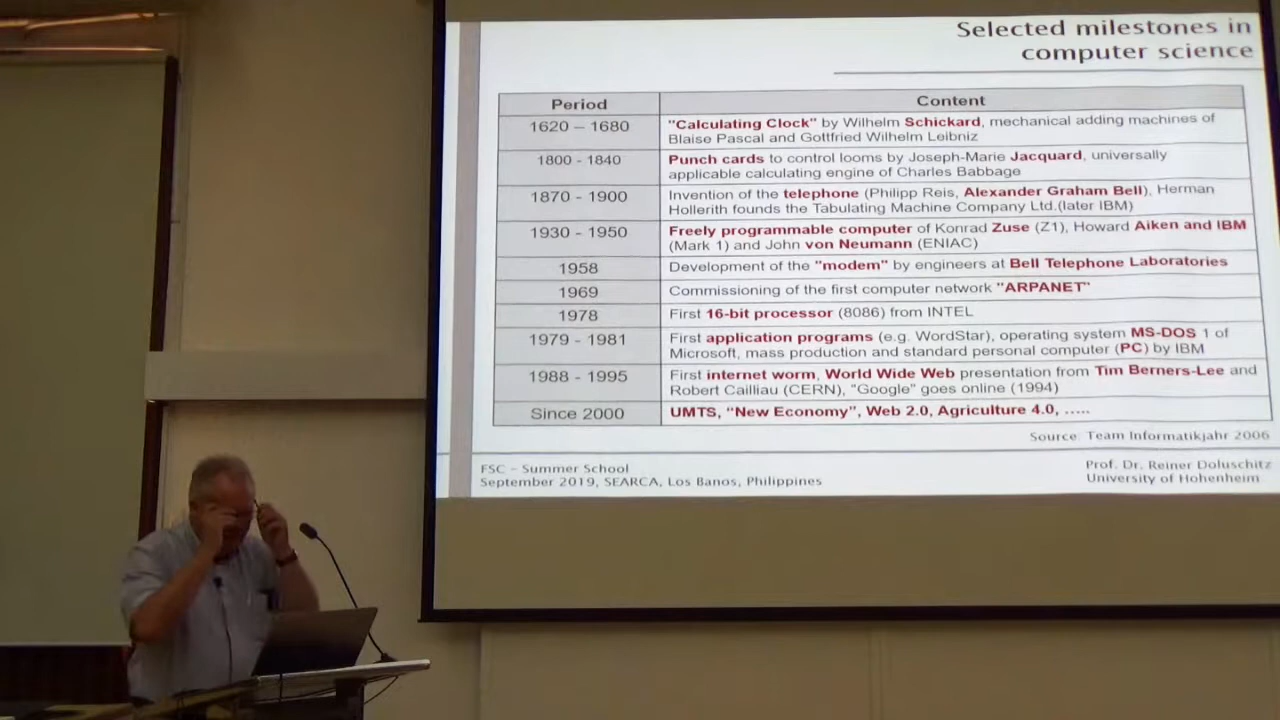 Selected milestones in
computer science
Period Content
1620 – 1680 "Calculating Clock" by Wilhelm Schickard, mechanical adding machines of
Blaise Pascal and Gottfried Wilhelm Leibniz
1800 - 1840 Punch cards to control looms by Joseph-Marie Jacquard, universally
applicable calculating engine of Charles Babbage
1870 - 1900 Invention of the telephone (Philipp Reis, Alexander Graham Bell), Herman
Hollerith founds the Tabulating Machine Company Ltd.(later IBM)
1930 - 1950 Freely programmable computer of Konrad Zuse (Z1), Howard Aiken and IBM
(Mark 1) and John von Neumann (ENIAC)
1958 Development of the "modem" by engineers at Bell Telephone Laboratories
1969 Commissioning of the first computer network "ARPANET"
1978 First 16-bit processor (8086) from INTEL
1979 - 1981 First application programs (e.g. WordStar), operating system MS-DOS 1 of
Microsoft, mass production and standard personal computer (PC) by IBM
1988 - 1995 First internet worm, World Wide Web presentation from Tim Berners-Lee and
Robert Cailliau (CERN), "Google" goes online (1994)
Since 2000 UMTS, "New Economy", Web 2.0, Agriculture 4.0, .....
Source: Team Informatikjahr 2006
FSC – Summer School
September 2019, SEARCA, Los Banos, Philippines
Prof. Dr. Reiner Doluschitz
University of Hohenheim